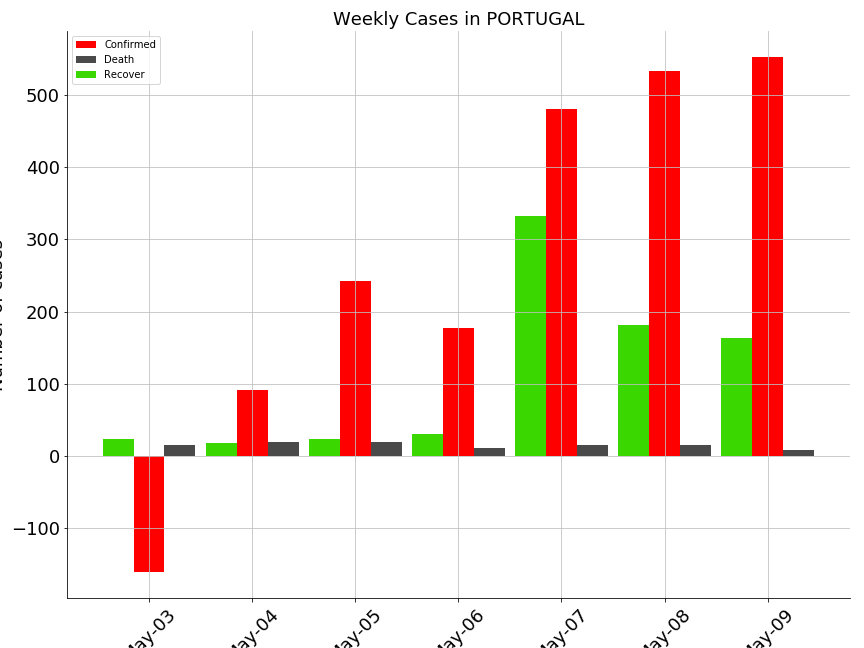 Weekly Cases in PORTUGAL
Confirmed
Death
Recover
500
400
300
200
100
0
−100
Number of cases
May-03
May-04
May-05
May-06
May-07
May-08
May-09